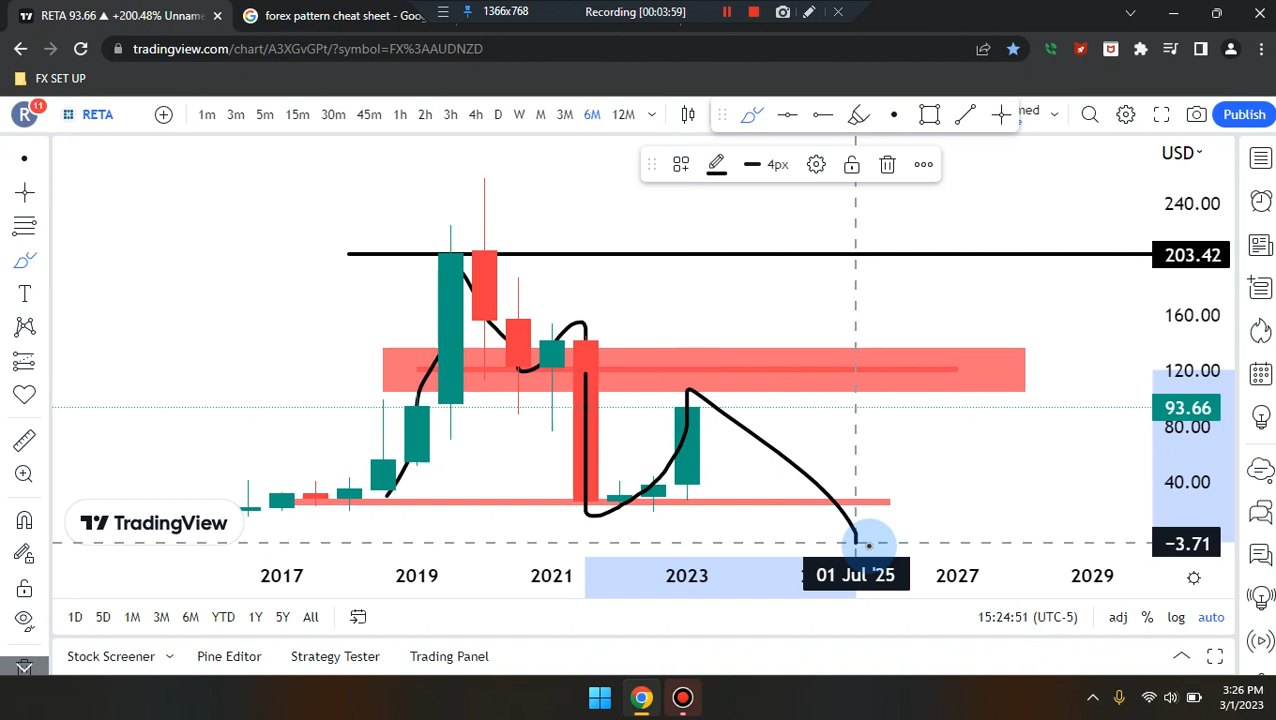 RETA 93.66 ▲ +200.48% Unname
forex pattern cheat sheet - Goog
1366x768
Recording [00:03:59]
tradingview.com/chart/A3XGvGPt/?symbol=FX%3AAUDNZD
FX SET UP
R 11
RETA
1m 3m 5m 15m 30m 45m 1h 2h 3h 4h D W M 3M 6M 12M
ned
Publish
4px
USD
240.00
203.42
160.00
120.00
93.66
80.00
40.00
−3.71
TradingView
2017 2019 2021 2023 01 Jul '25 2027 2029
1D 5D 1M 3M 6M YTD 1Y 5Y All
15:24:51 (UTC-5) adj % log auto
Stock Screener Pine Editor Strategy Tester Trading Panel
3:26 PM
3/1/2023